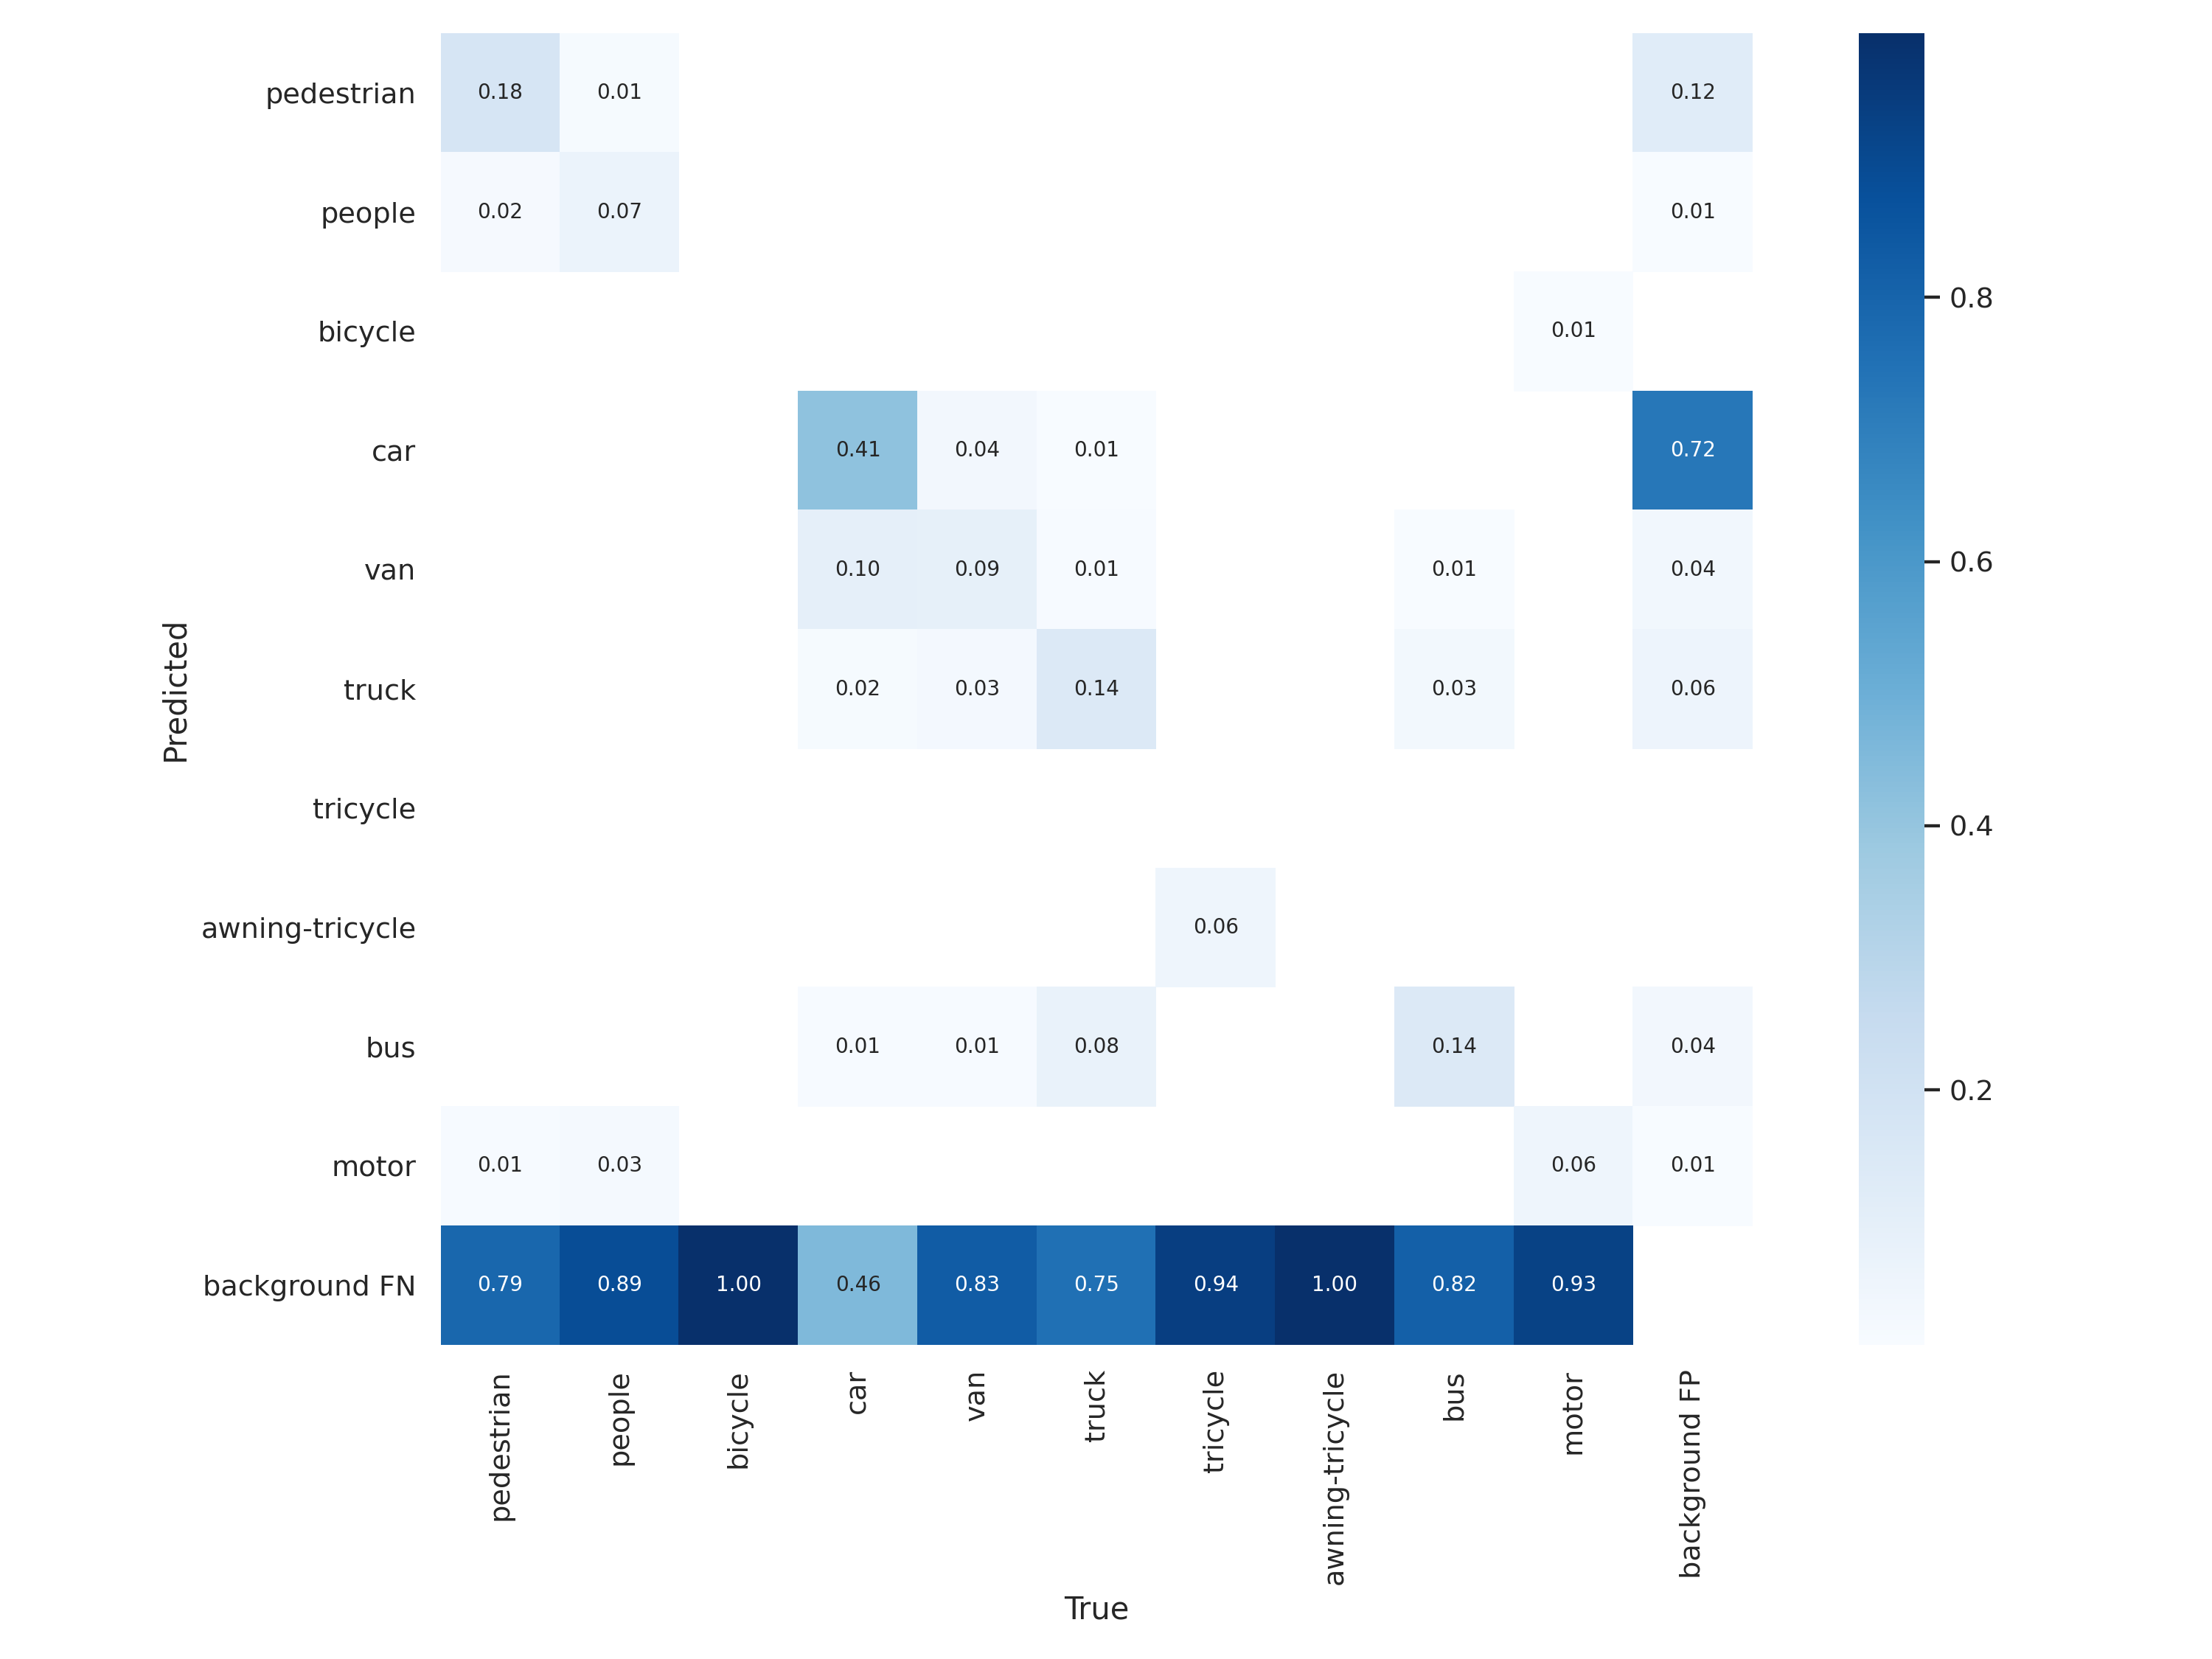 pedestrian 0.18 0.01 0.12
people 0.02 0.07 0.01
bicycle 0.01
car 0.41 0.04 0.01 0.72
van 0.10 0.09 0.01 0.01 0.04
truck 0.02 0.03 0.14 0.03 0.06
tricycle
awning-tricycle 0.06
bus 0.01 0.01 0.08 0.14 0.04
motor 0.01 0.03 0.06 0.01
background FN 0.79 0.89 1.00 0.46 0.83 0.75 0.94 1.00 0.82 0.93
Predicted
pedestrian
people
bicycle
car
van
truck
tricycle
awning-tricycle
bus
motor
background FP
True
0.8
0.6
0.4
0.2